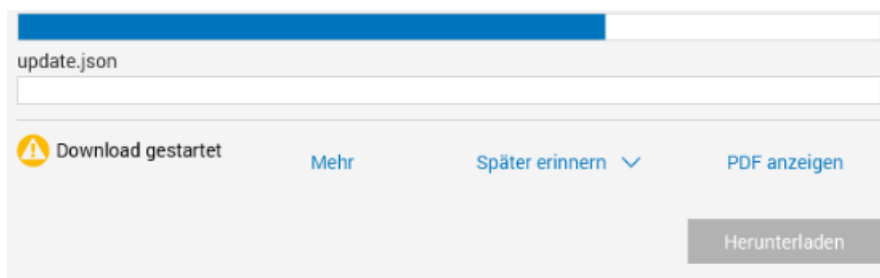 update.json
Download gestartet
Mehr
Später erinnern
PDF anzeigen
Herunterladen